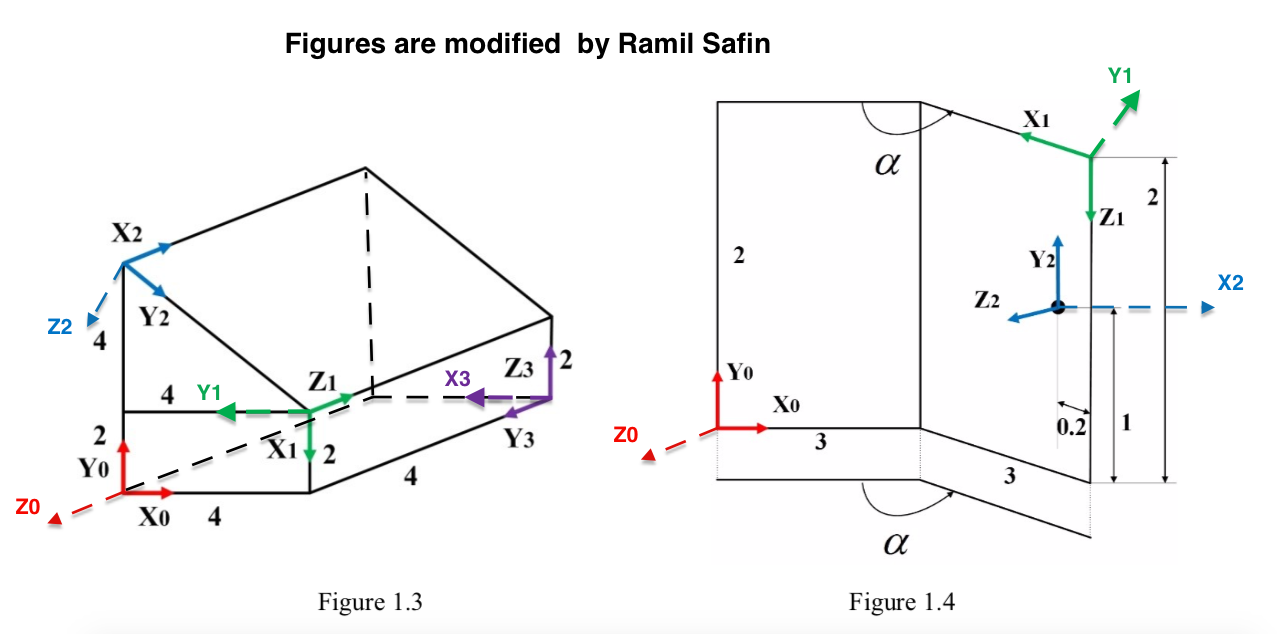 Figures are modified by Ramil Safin
X2
Z2
Y2
4
4
Y1
Z1
2
X1
2
Y0
Z0
X0
4
4
X3
Z3
2
Y3
Figure 1.3
Y1
X1
α
2
Z1
2
Y2
Z2
X2
Y0
X0
Z0
3
0.2
1
3
α
Figure 1.4